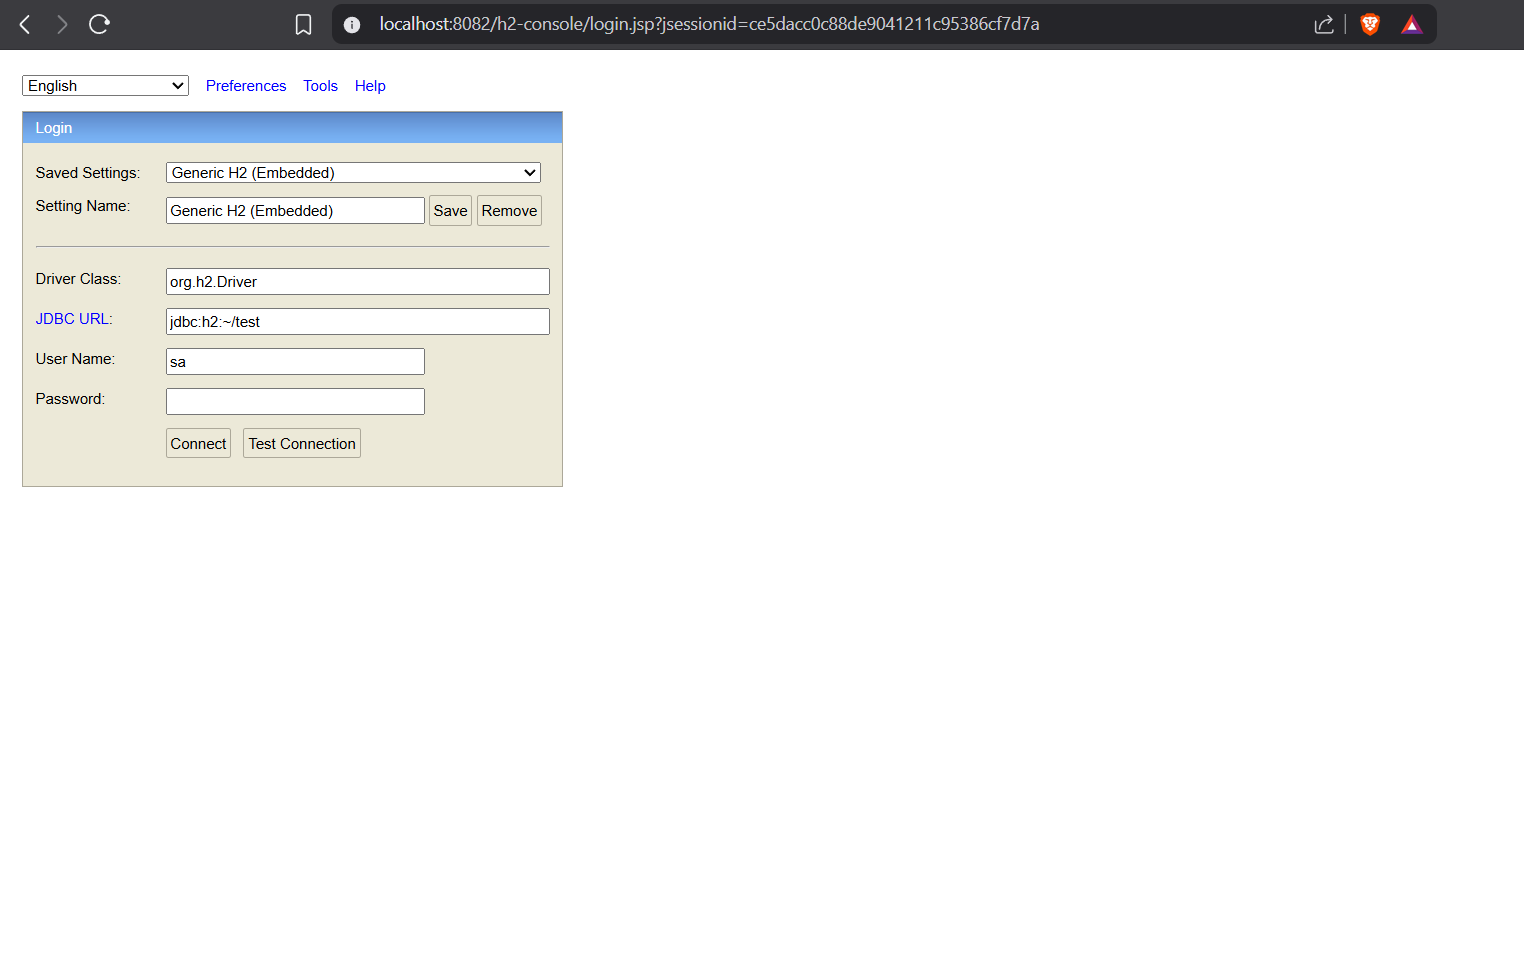 localhost:8082/h2-console/login.jsp?jsessionid=ce5dacc0c88de9041211c95386cf7d7a
English Preferences Tools Help
Login
Saved Settings: Generic H2 (Embedded)
Setting Name: Generic H2 (Embedded) Save Remove
Driver Class: org.h2.Driver
JDBC URL: jdbc:h2:~/test
User Name: sa
Password:
Connect Test Connection